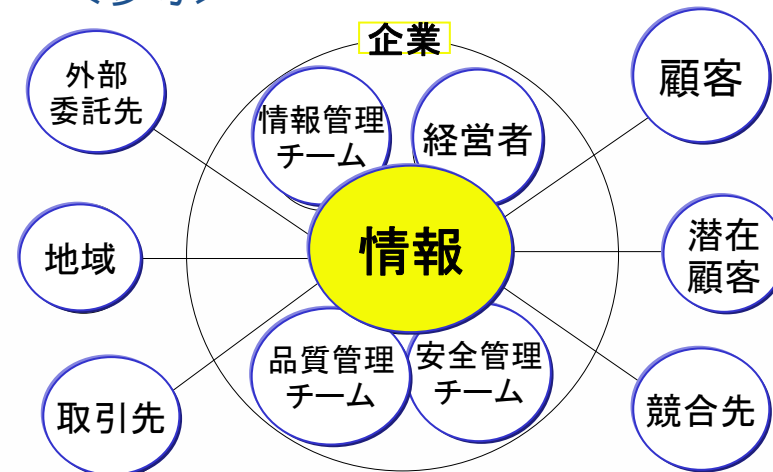 企業
外部
委託先
情報管理
チーム
経営者
顧客
地域
情報
潜在
顧客
品質管理
チーム
安全管理
チーム
取引先
競合先